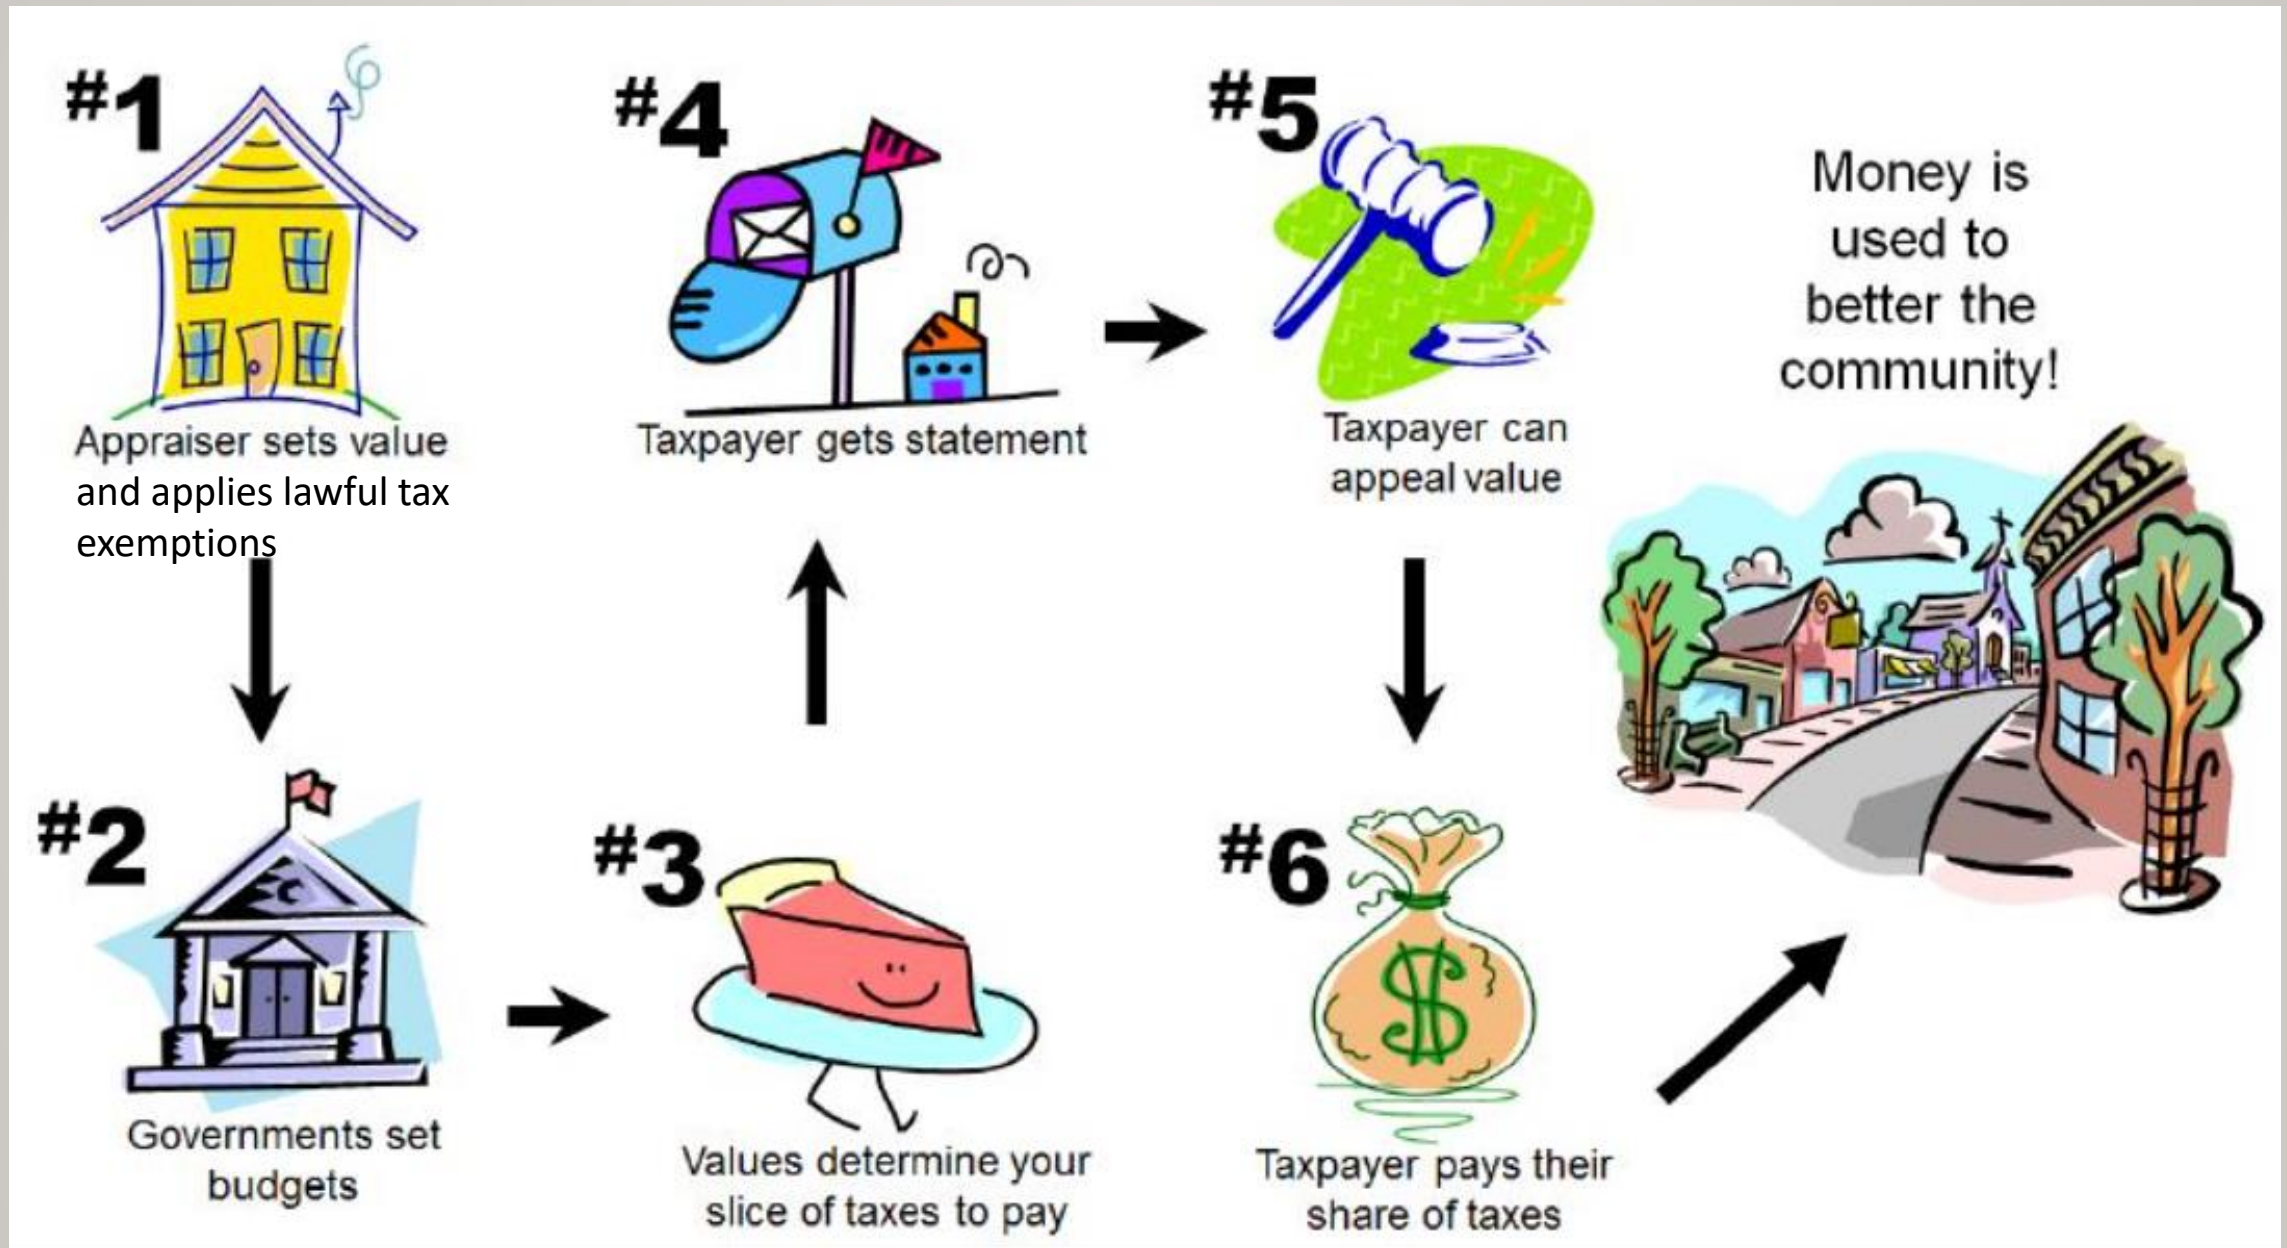 #1
Appraiser sets value
and applies lawful tax
exemptions
#2
Governments set
budgets
#3
Values determine your
slice of taxes to pay
#4
Taxpayer gets statement
#5
Taxpayer can
appeal value
#6
$
Taxpayer pays their
share of taxes
Money is
used to
better the
community!